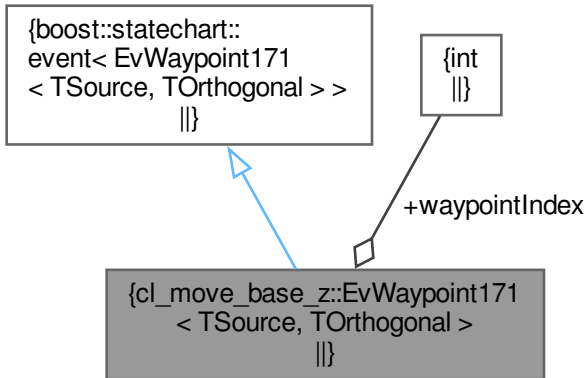 {boost::statechart::
event< EvWaypoint171
< TSource, TOrthogonal > >
||}
{int
||}
+waypointIndex
{cl_move_base_z::EvWaypoint171
< TSource, TOrthogonal >
||}